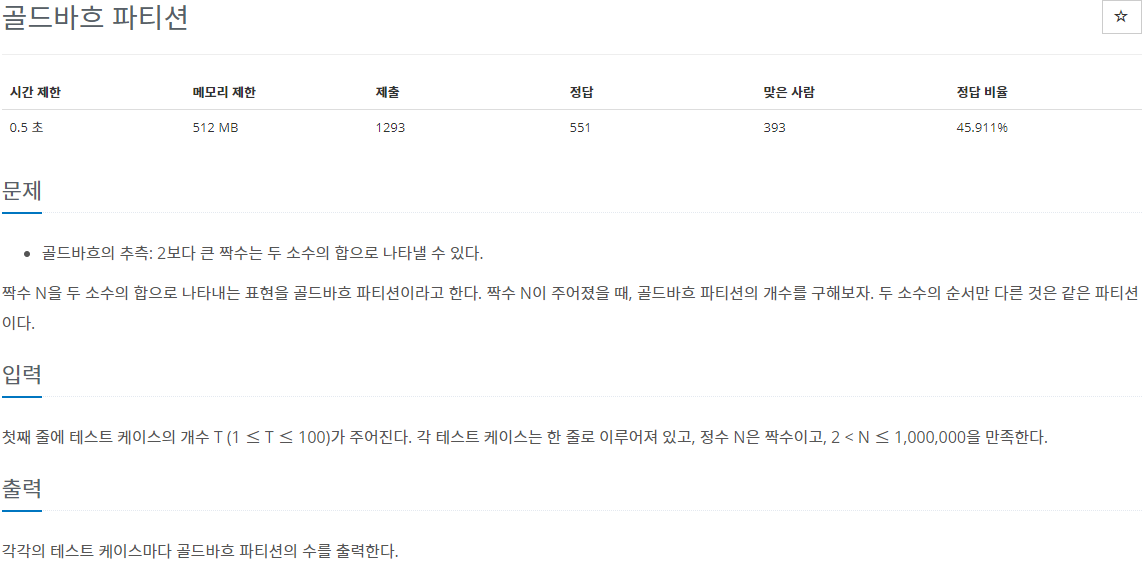 골드바흐 파티션
☆
시간 제한 메모리 제한 제출 정답 맞은 사람 정답 비율
0.5 초 512 MB 1293 551 393 45.911%
문제
• 골드바흐의 추측: 2보다 큰 짝수는 두 소수의 합으로 나타낼 수 있다.
짝수 N을 두 소수의 합으로 나타내는 표현을 골드바흐 파티션이라고 한다. 짝수 N이 주어졌을 때, 골드바흐 파티션의 개수를 구해보자. 두 소수의 순서만 다른 것은 같은 파티션
이다.
입력
첫째 줄에 테스트 케이스의 개수 T (1 ≤ T ≤ 100)가 주어진다. 각 테스트 케이스는 한 줄로 이루어져 있고, 정수 N은 짝수이고, 2 < N ≤ 1,000,000을 만족한다.
출력
각각의 테스트 케이스마다 골드바흐 파티션의 수를 출력한다.